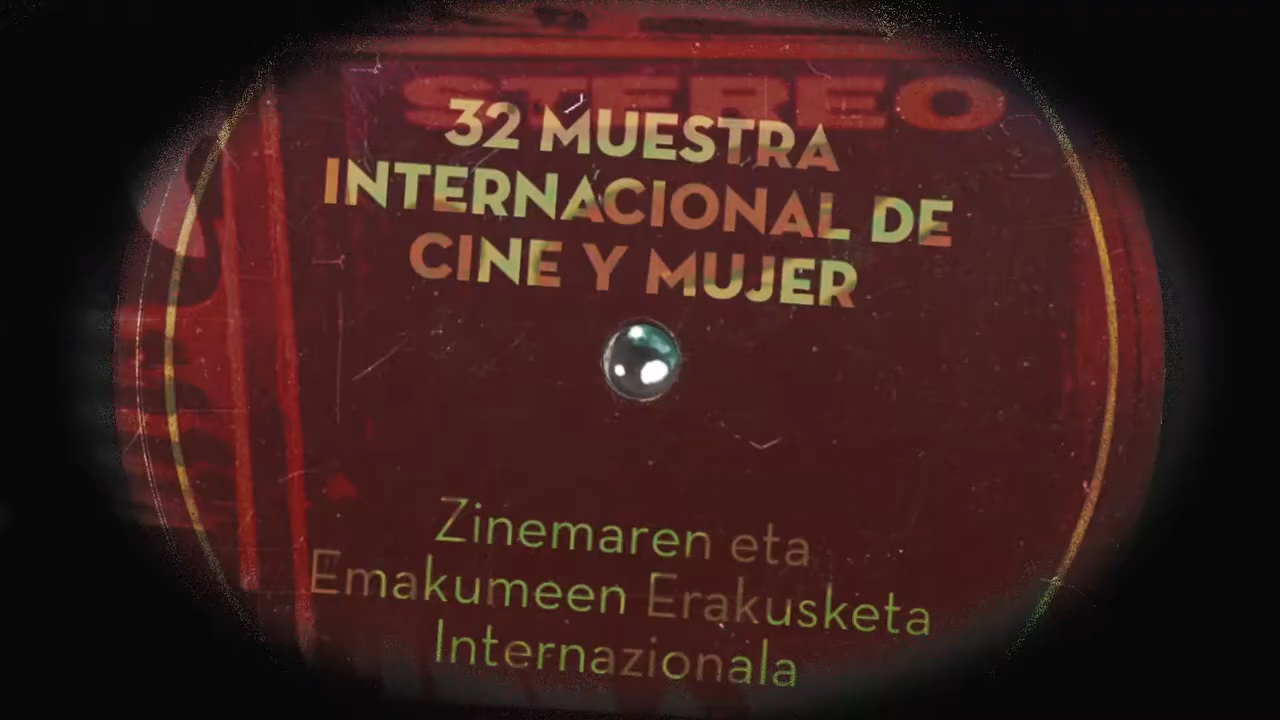 STEREO
32 MUESTRA
INTERNACIONAL DE
CINE Y MUJER
Zinemaren eta
Emakumeen Erakusketa
Internazionala